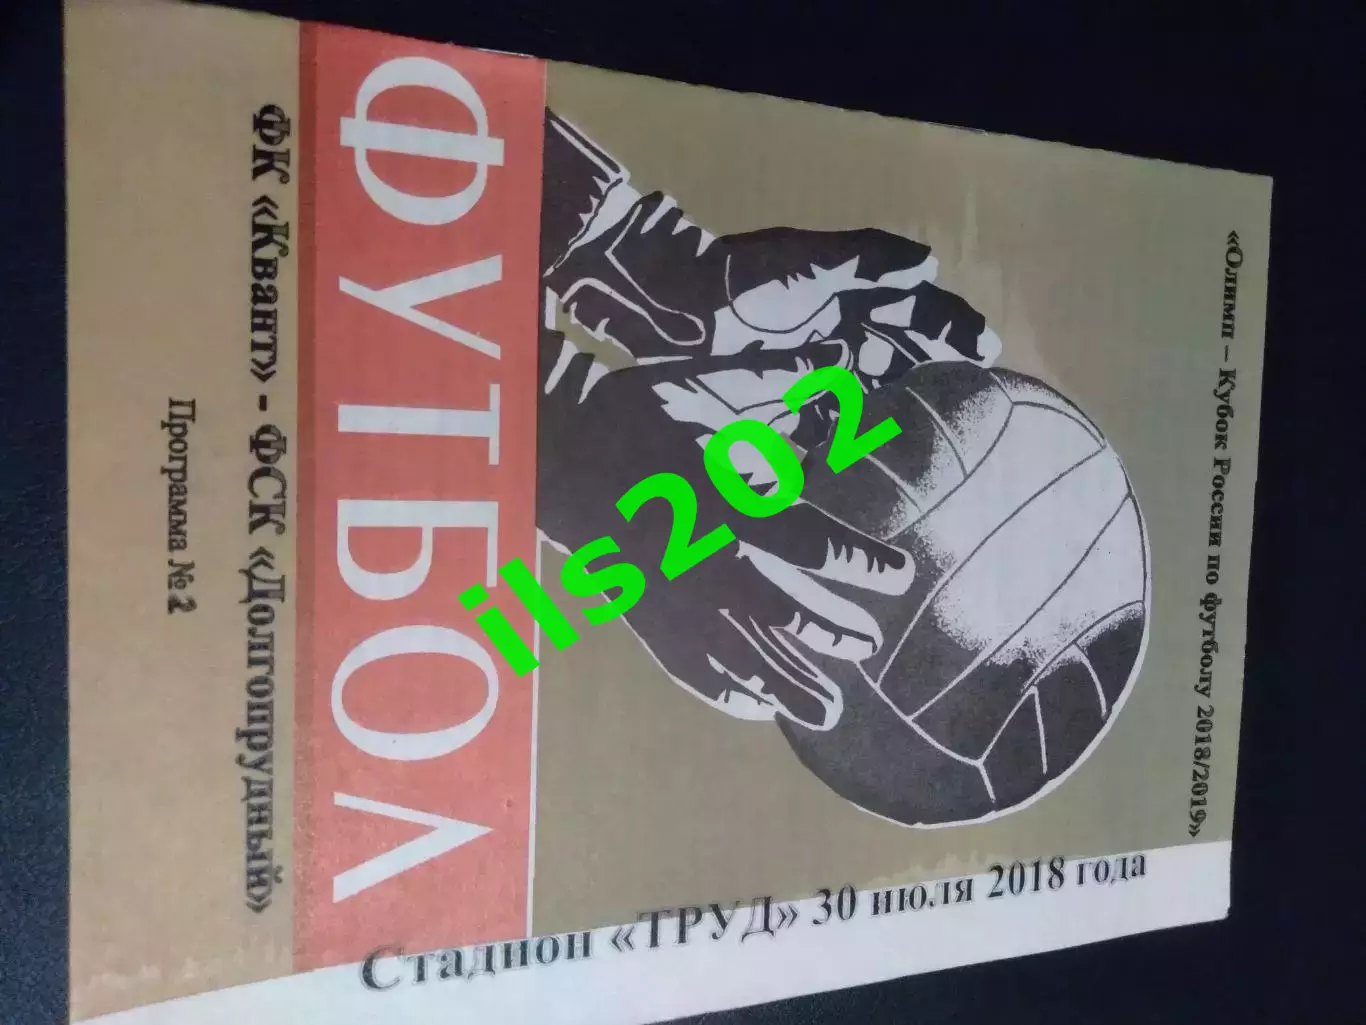 «Олимп – Кубок России по футболу 2018/2019»
ФУТБОЛ
ФК «Квант» - ФСК «Долгопрудный»
Программа № 2
Стадион «ТРУД» 30 июля 2018 года
ils202